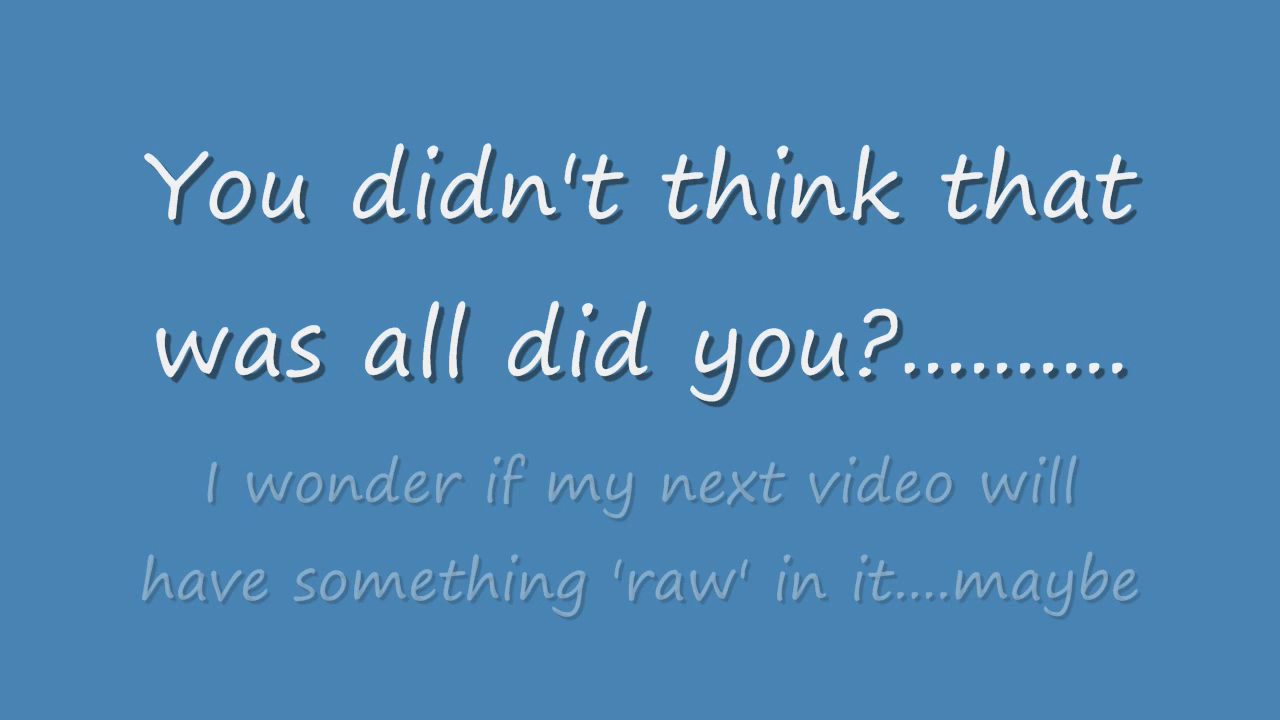 You didn't think that
was all did you?..........
I wonder if my next video will
have something 'raw' in it....maybe